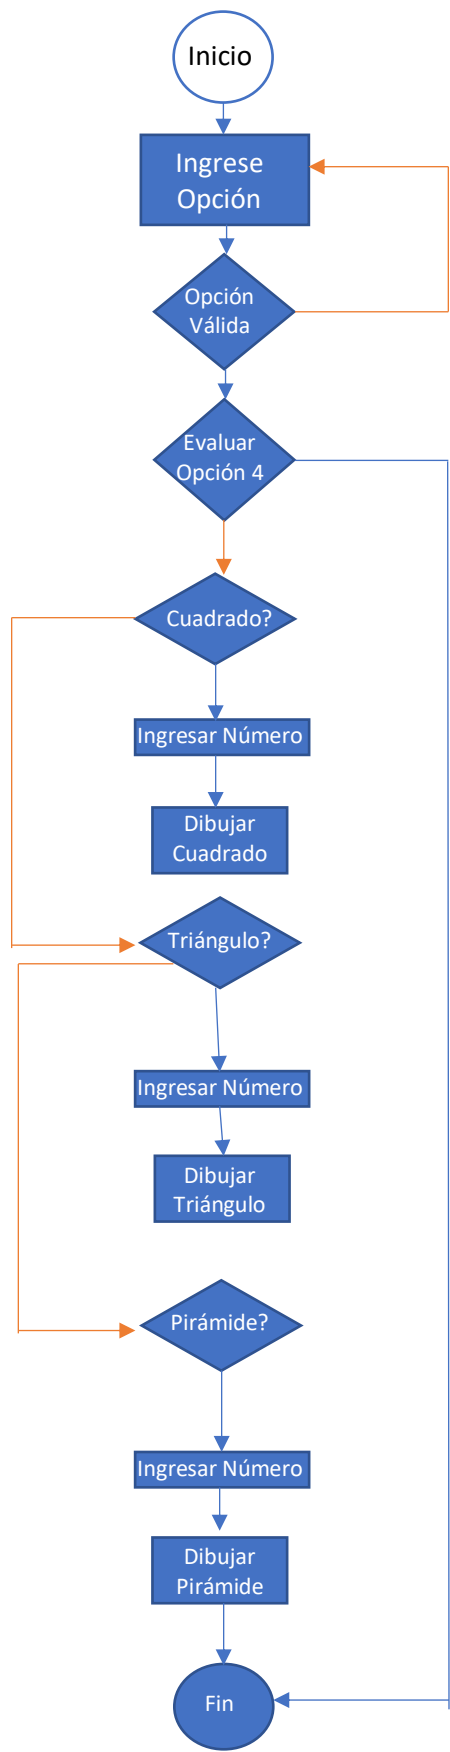 Inicio
Ingrese
Opción
Opción
Válida
Evaluar
Opción 4
Cuadrado?
Ingresar Número
Dibujar
Cuadrado
Triángulo?
Ingresar Número
Dibujar
Triángulo
Pirámide?
Ingresar Número
Dibujar
Pirámide
Fin